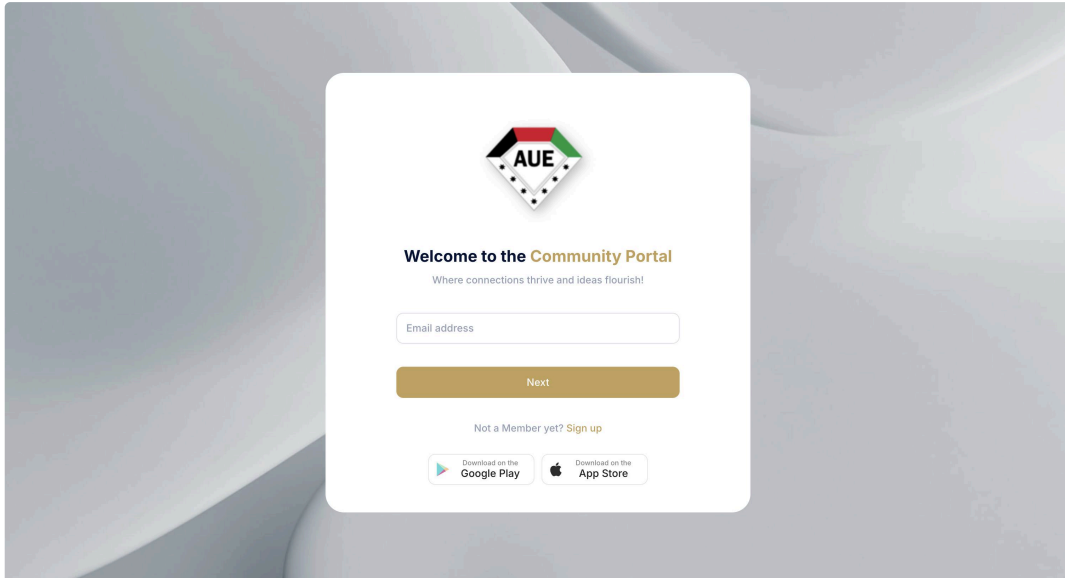 AUE
Welcome to the Community Portal
Where connections thrive and ideas flourish!
Email address
Next
Not a Member yet? Sign up
Download on the
Google Play
Download on the
App Store